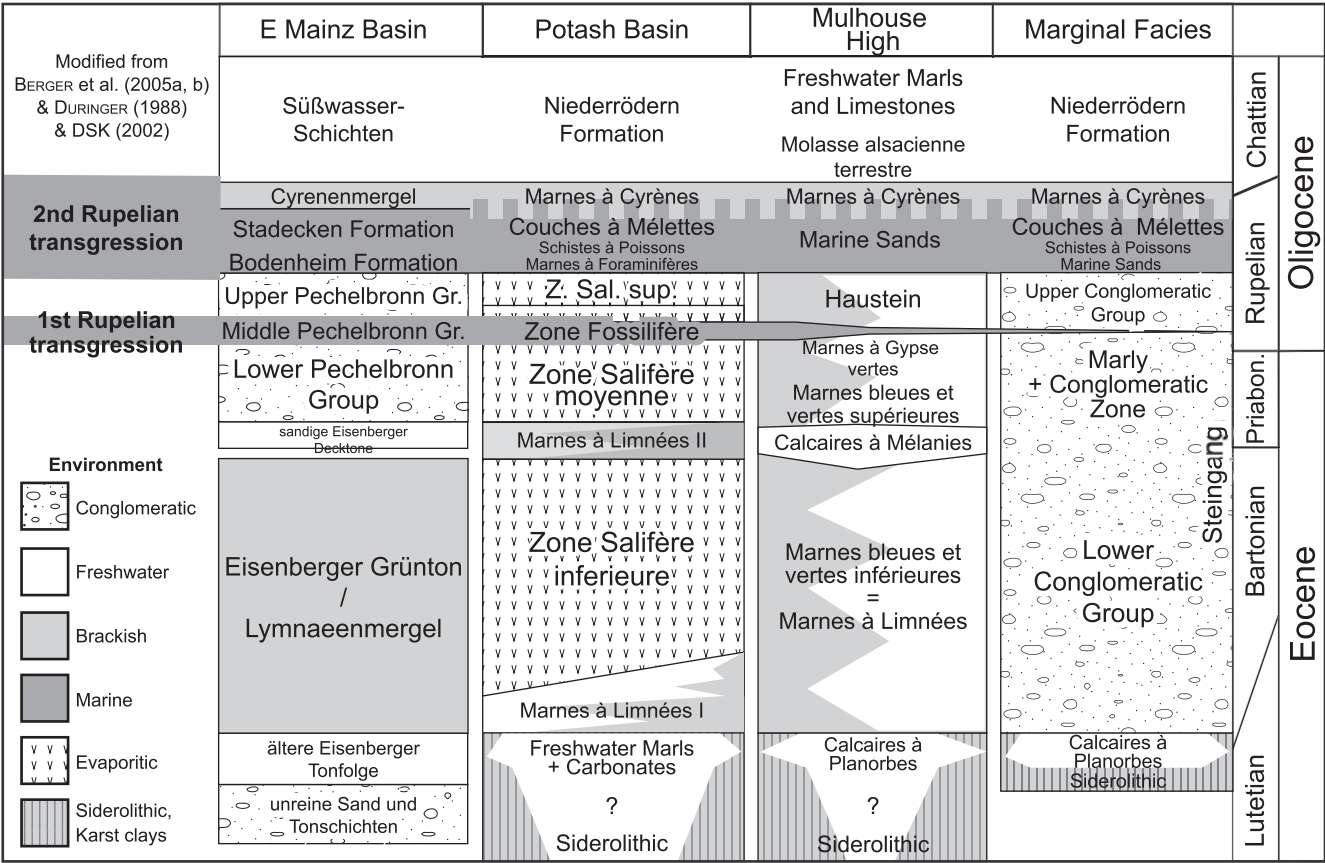 Modified from
BERGER et al. (2005a, b)
& DURINGER (1988)
& DSK (2002)
E Mainz Basin
Potash Basin
Mulhouse
High
Marginal Facies
Süßwasser-
Schichten
Niederrödern
Formation
Freshwater Marls
and Limestones
Molasse alsacienne
terrestre
Niederrödern
Formation
Chattian
Oligocene
2nd Rupelian
transgression
Cyrenenmergel
Marnes à Cyrènes
Marnes à Cyrènes
Marnes à Cyrènes
Stadecken Formation
Bodenheim Formation
Couches à Mélettes
Schistes à Poissons
Marnes à Foraminifères
Marine Sands
Couches à Mélettes
Schistes à Poissons
Marine Sands
Rupelian
Upper Pechelbronn Gr.
Z. Sal. sup.
Haustein
Upper Conglomeratic
Group
1st Rupelian
transgression
Middle Pechelbronn Gr.
Zone Fossilifère
Lower Pechelbronn
Group
Zone Salifère
moyenne
Marnes à Gypse
vertes
Marnes bleues et
vertes supérieures
Marly
+ Conglomeratic
Zone
Priabon.
sandige Eisenberger
Decktone
Marnes à Limnées II
Calcaires à Mélanies
Steingang
Environment
Conglomeratic
Freshwater
Brackish
Marine
Evaporitic
Siderolithic,
Karst clays
Eisenberger Grünton
/
Lymnaeenmergel
Zone Salifère
inferieure
Marnes bleues et
vertes inférieures
=
Marnes à Limnées
Lower
Conglomeratic
Group
Bartonian
Eocene
Marnes à Limnées I
ältere Eisenberger
Tonfolge
Freshwater Marls
+ Carbonates
?
Siderolithic
Calcaires à
Planorbes
?
Siderolithic
Calcaires à
Planorbes
Siderolithic
Lutetian
unreine Sand und
Tonschichten